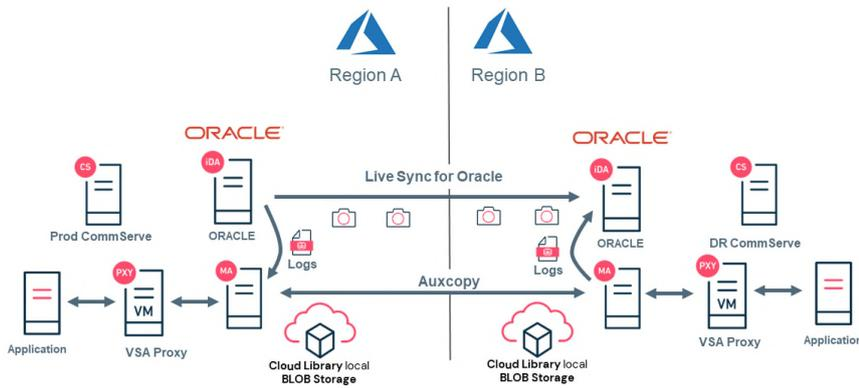 Region A
Region B
ORACLE
ORACLE
CS
iDA
iDA
CS
Live Sync for Oracle
Prod CommServe
ORACLE
Logs
Logs
ORACLE
DR CommServe
PXY
MA
Auxcopy
MA
PXY
VM
VM
Application
VSA Proxy
VSA Proxy
Application
Cloud Library local
BLOB Storage
Cloud Library local
BLOB Storage